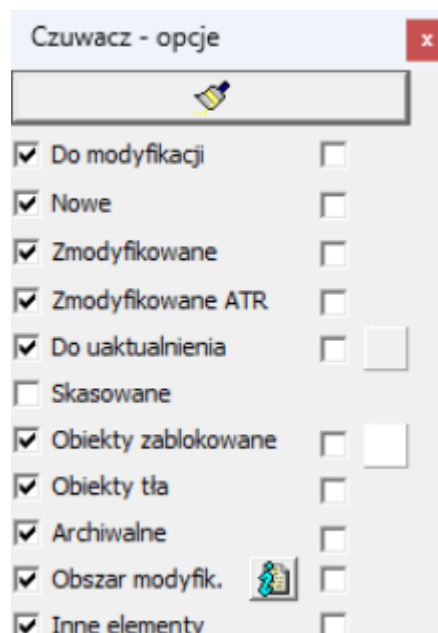 Czuwacz - opcje
Do modyfikacji
Nowe
Zmodyfikowane
Zmodyfikowane ATR
Do uaktualnienia
Skasowane
Obiekty zablokowane
Obiekty tła
Archiwalne
Obszar modyfik.
Inne elementy